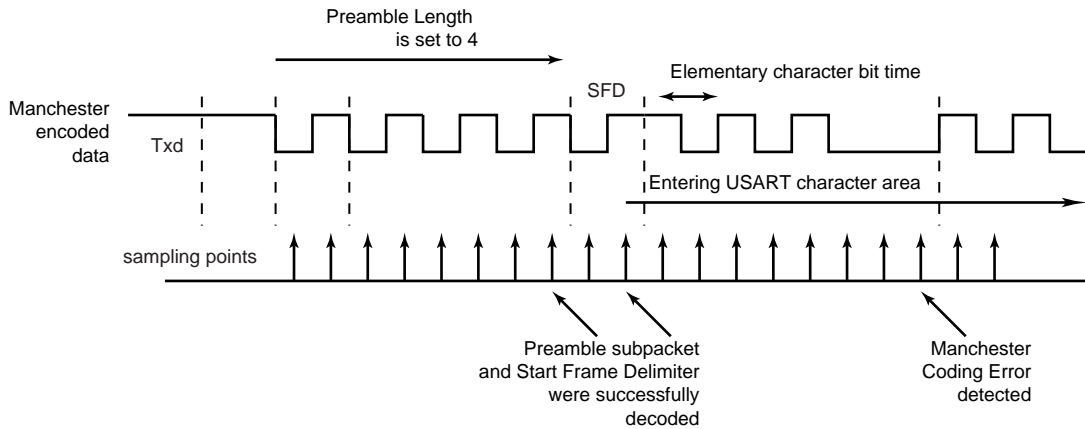 Preamble Length
is set to 4
Elementary character bit time
SFD
Manchester
encoded
data
Txd
Entering USART character area
sampling points
Preamble subpacket
and Start Frame Delimiter
were successfully
decoded
Manchester
Coding Error
detected